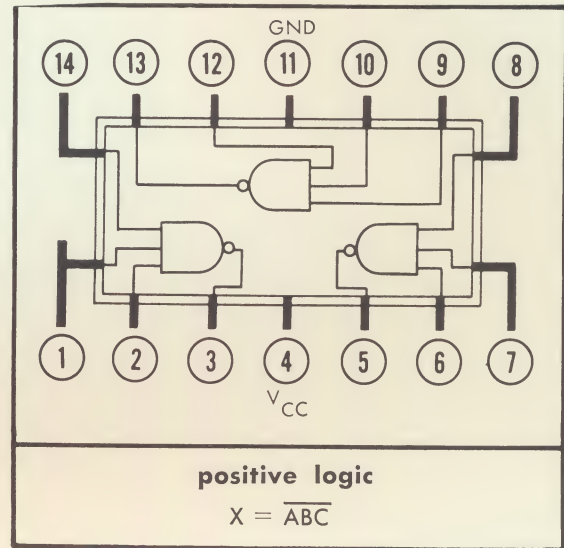 GND
14 13 12 11 10 9 8
1 2 3 4 5 6 7
VCC
positive logic
X = \overline{ABC}